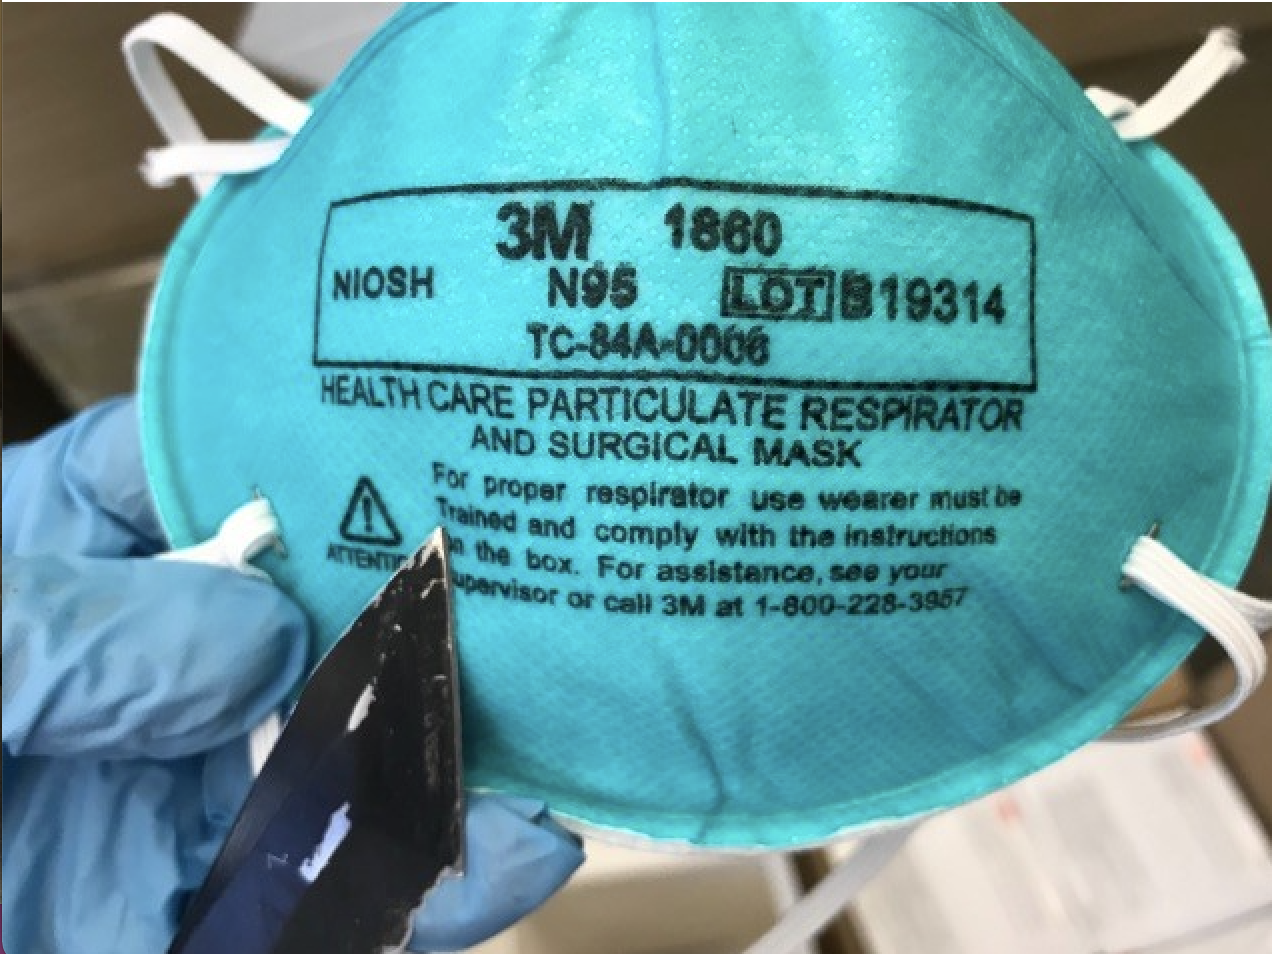 3M 1860
NIOSH N95 LOT B19314
TC-84A-0006
HEALTH CARE PARTICULATE RESPIRATOR
AND SURGICAL MASK
For proper respirator use wearer must be
Trained and comply with the instructions
the box. For assistance, see your
or call 3M at 1-800-228-3957